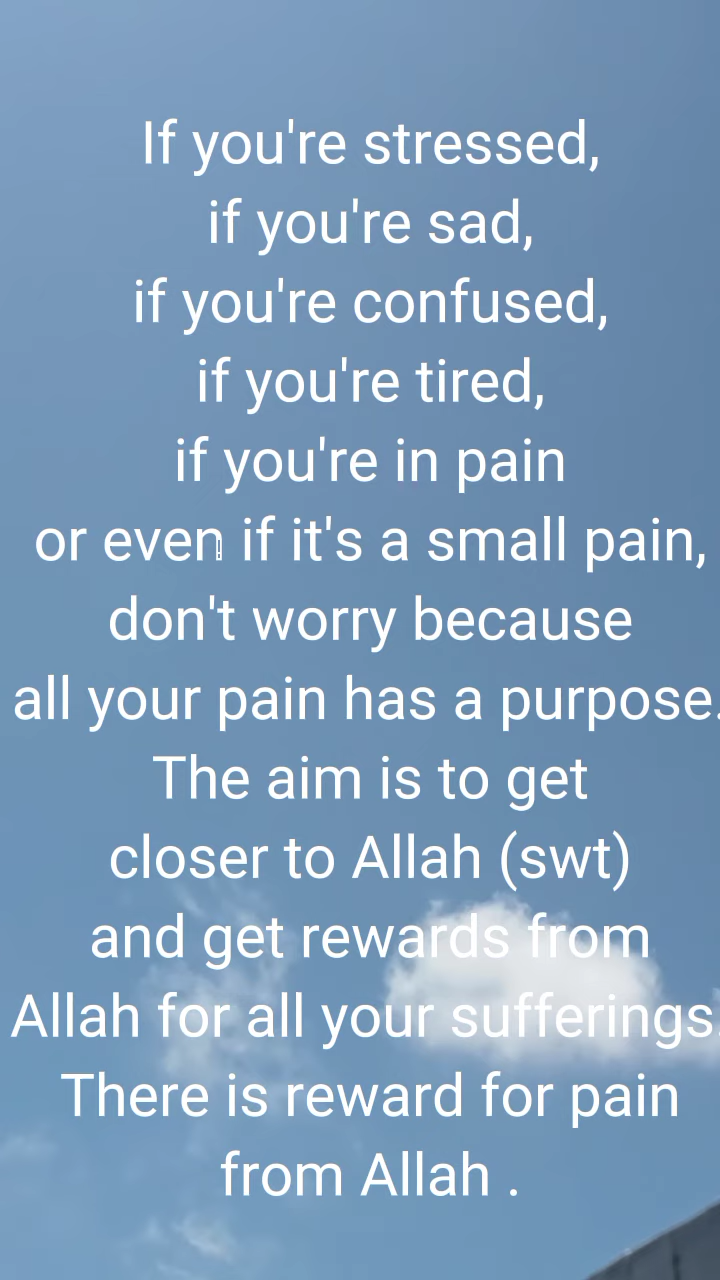 If you're stressed,
if you're sad,
if you're confused,
if you're tired,
if you're in pain
or even if it's a small pain,
don't worry because
all your pain has a purpose.
The aim is to get
closer to Allah (swt)
and get rewards from
Allah for all your sufferings.
There is reward for pain
from Allah .